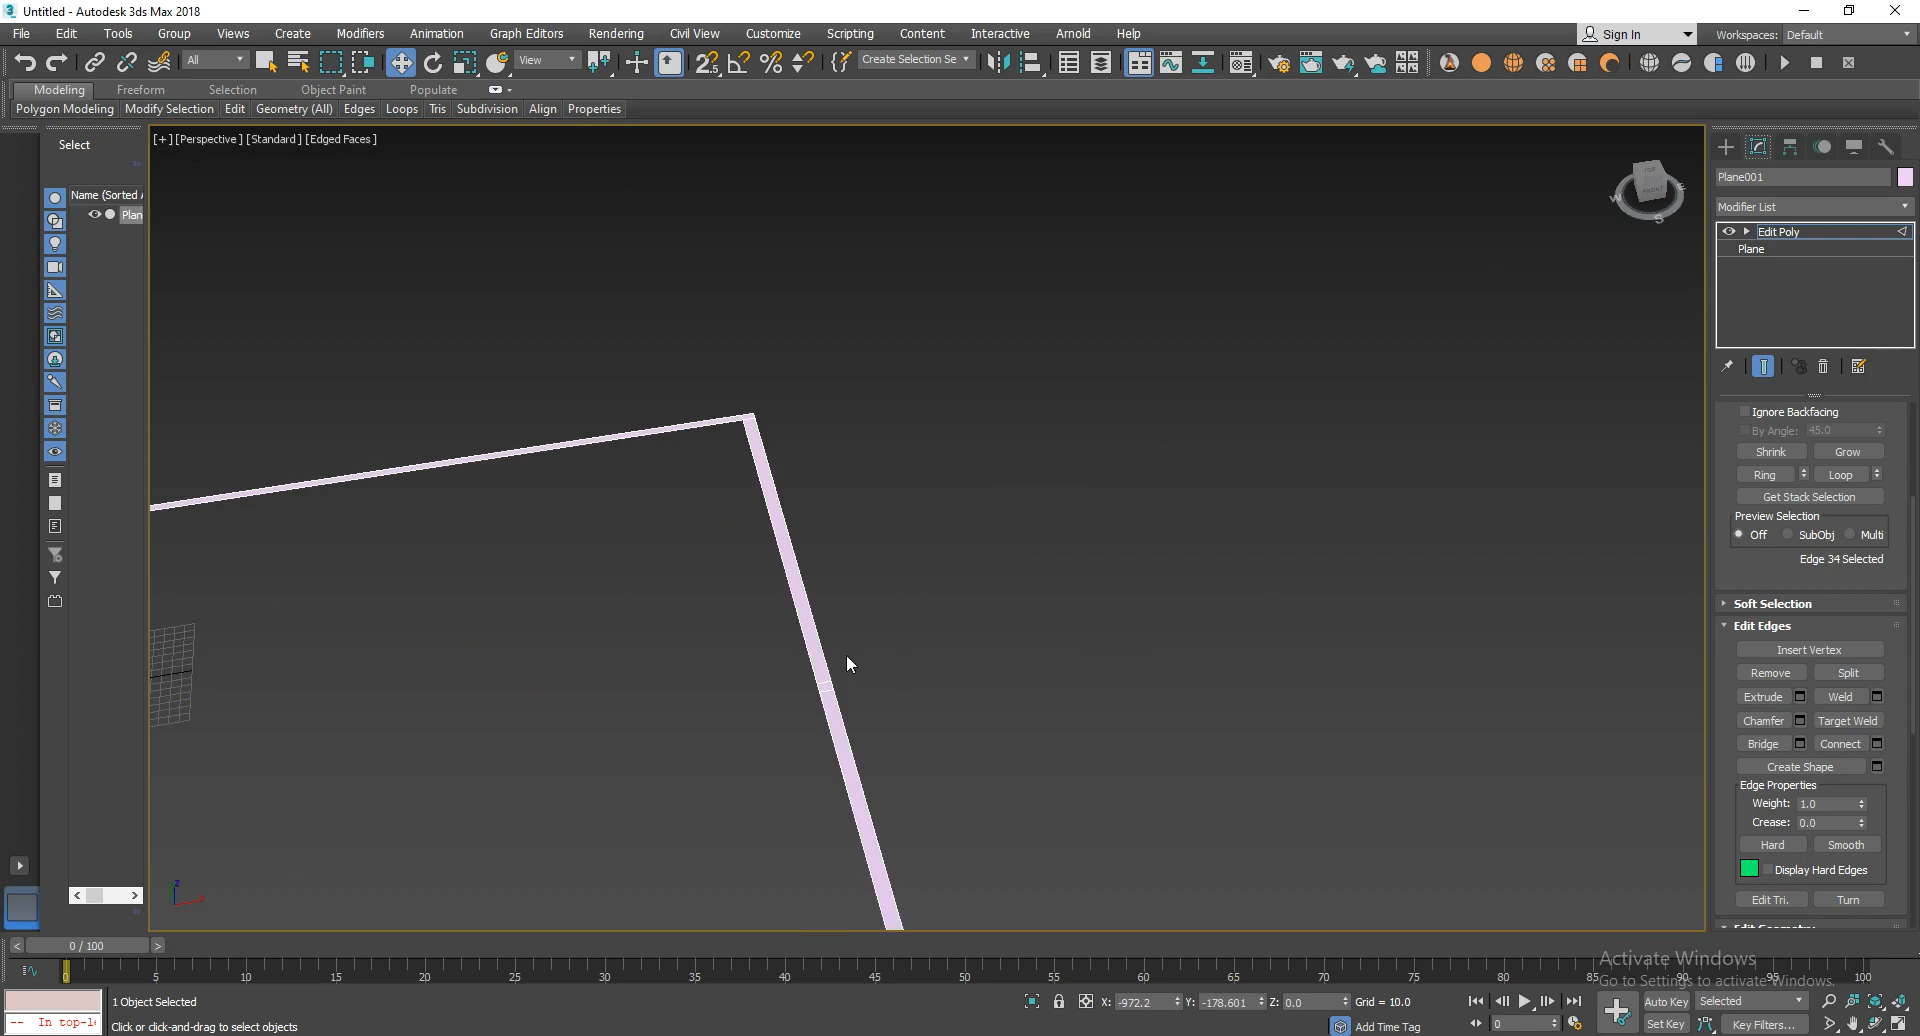 Untitled - Autodesk 3ds Max 2018
File Edit Tools Group Views Create Modifiers Animation Graph Editors Rendering Civil View Customize Scripting Content Interactive Arnold Help
Sign In Workspaces: Default
All View Create Selection Se
Modeling Freeform Selection Object Paint Populate
Polygon Modeling Modify Selection Edit Geometry (All) Edges Loops Tris Subdivision Align Properties
[+] [Perspective] [Standard] [Edged Faces]
Select
Name (Sorted A
Plan
TOP
FRONT
W E
S
Plane001
Modifier List
Edit Poly
Plane
Ignore Backfacing
By Angle: 45.0
Shrink Grow
Ring Loop
Get Stack Selection
Preview Selection
Off SubObj Multi
Edge 34 Selected
Soft Selection
Edit Edges
Insert Vertex
Remove Split
Extrude Weld
Chamfer Target Weld
Bridge Connect
Create Shape
Edge Properties
Weight: 1.0
Crease: 0.0
Hard Smooth
Display Hard Edges
Edit Tri. Turn
Edit Geometry
z
< >
< 0 / 100 >
0 5 10 15 20 25 30 35 40 45 50 55 60 65 70 75 80 85 90 95 100
Activate Windows
Go to Settings to activate Windows.
1 Object Selected
X: -972.2 Y: -178.601 Z: 0.0 Grid = 10.0
Auto Key Selected
-- In top-l
Click or click-and-drag to select objects
Add Time Tag
0
Set Key Key Filters...